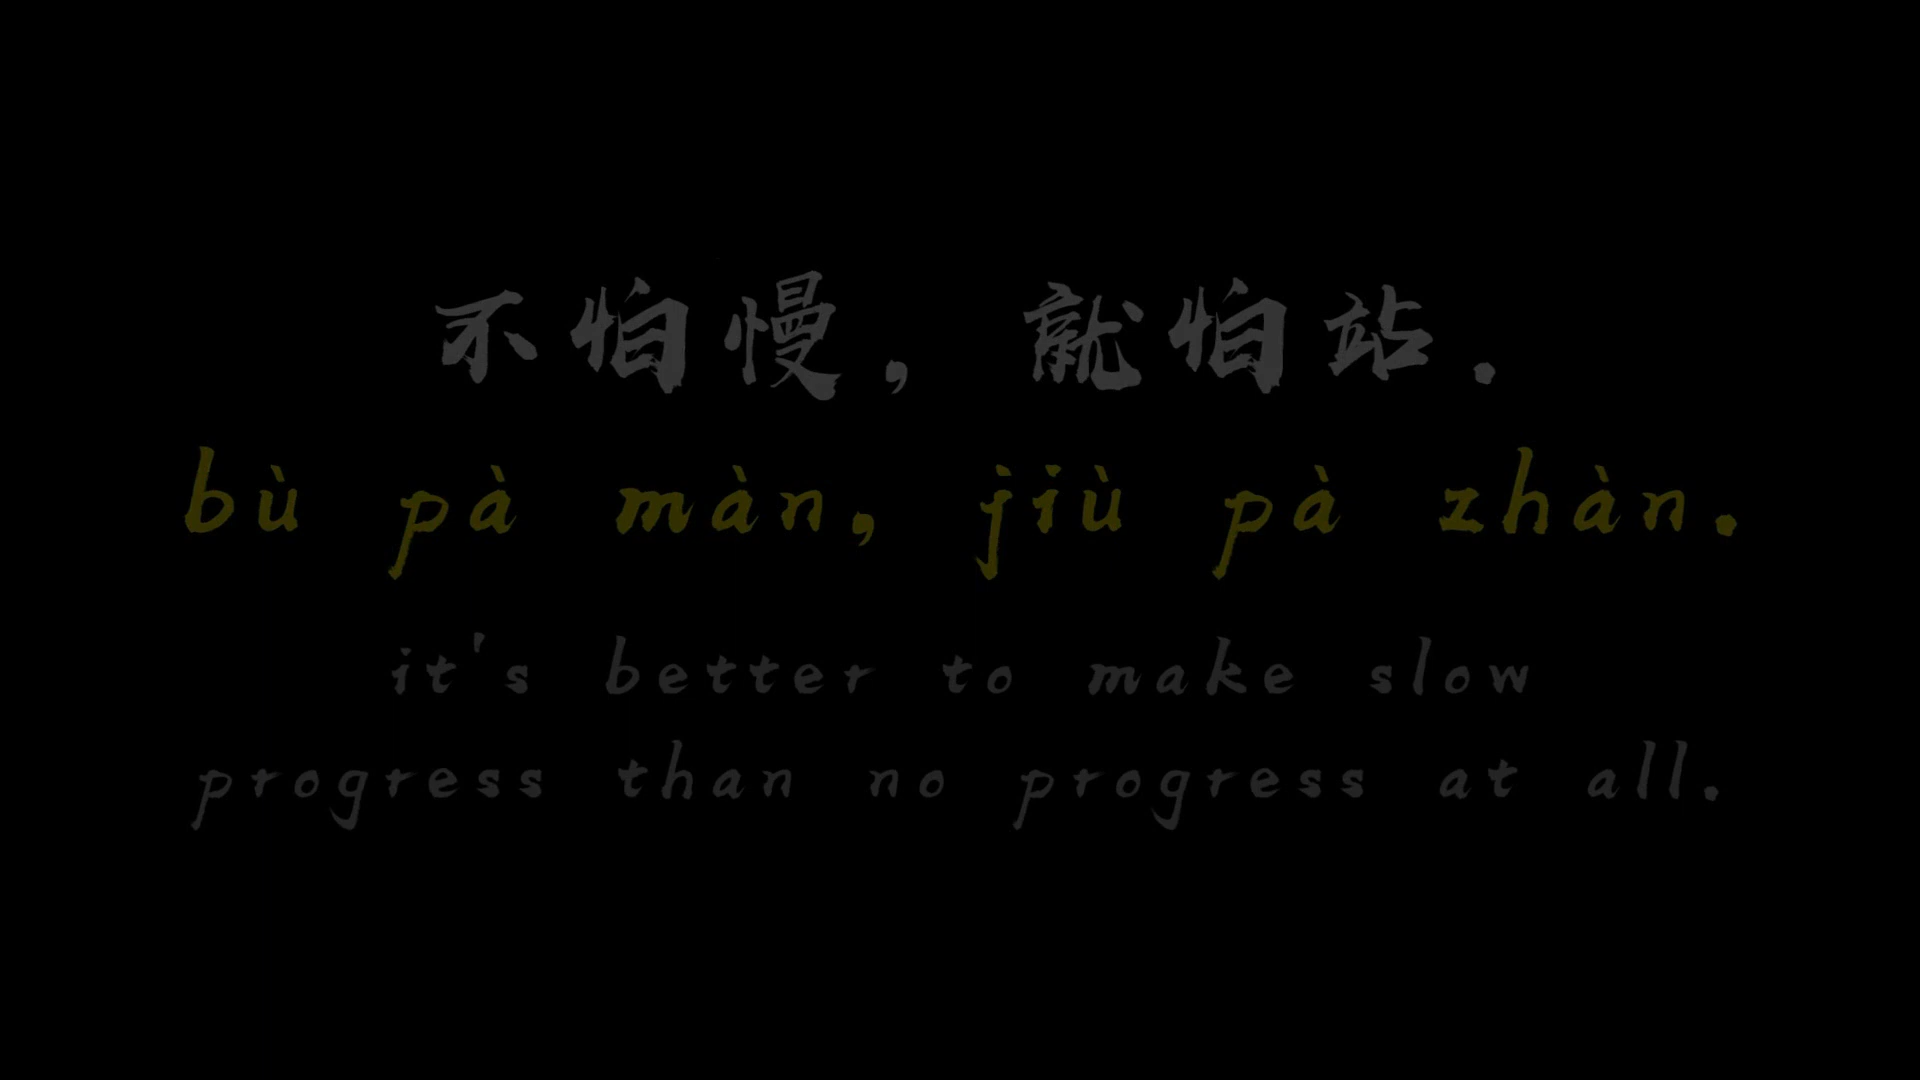 不怕慢, 就怕站.
bù pà màn, jiù pà zhàn.
it's better to make slow
progress than no progress at all.